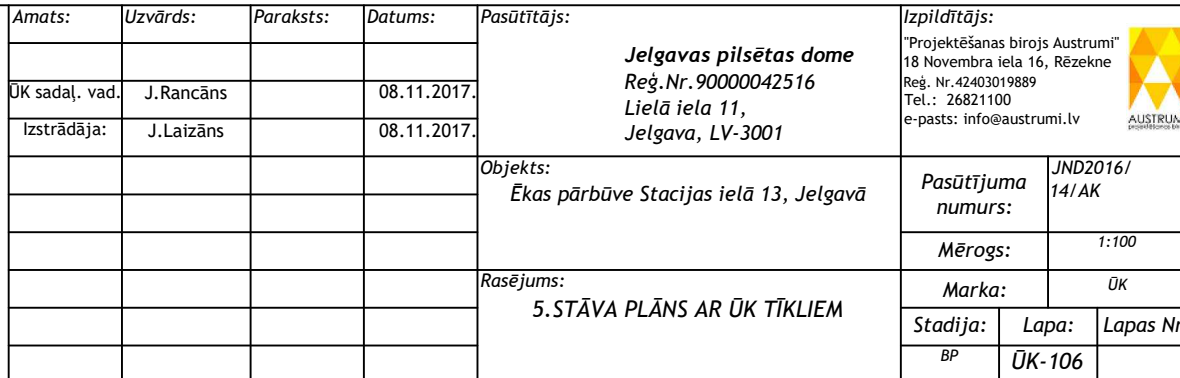 Amats: Uzvārds: Paraksts: Datums:
ŪK sadaļ. vad. J.Rancāns 08.11.2017.
Izstrādāja: J.Laizāns 08.11.2017.
Pasūtītājs:
Jelgavas pilsētas dome
Reģ.Nr.90000042516
Lielā iela 11,
Jelgava, LV-3001
Objekts:
Ēkas pārbūve Stacijas ielā 13, Jelgavā
Rasējums:
5.STĀVA PLĀNS AR ŪK TĪKLIEM
Izpildītājs:
"Projektēšanas birojs Austrumi"
18 Novembra iela 16, Rēzekne
Reģ. Nr.42403019889
Tel.: 26821100
e-pasts: info@austrumi.lv
AUSTRUM
Pasūtījuma
numurs:
JND2016/
14/AK
Mērogs: 1:100
Marka: ŪK
Stadija: Lapa: Lapas Nr
BP ŪK-106